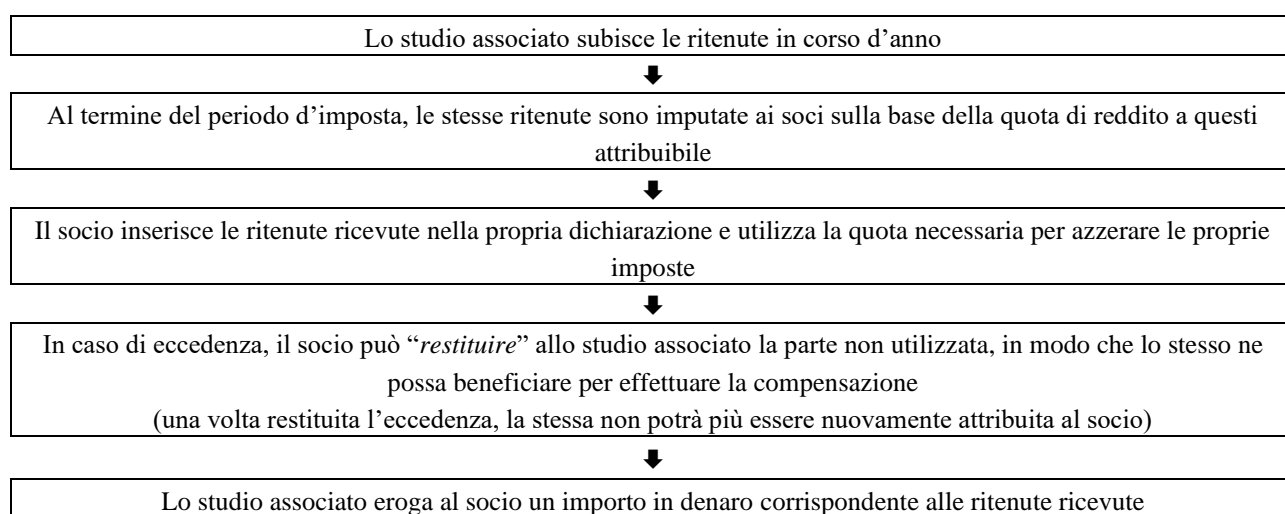 Lo studio associato subisce le ritenute in corso d’anno
Al termine del periodo d’imposta, le stesse ritenute sono imputate ai soci sulla base della quota di reddito a questi
attribuibile
Il socio inserisce le ritenute ricevute nella propria dichiarazione e utilizza la quota necessaria per azzerare le proprie
imposte
In caso di eccedenza, il socio può “restituire” allo studio associato la parte non utilizzata, in modo che lo stesso ne
possa beneficiare per effettuare la compensazione
(una volta restituita l’eccedenza, la stessa non potrà più essere nuovamente attribuita al socio)
Lo studio associato eroga al socio un importo in denaro corrispondente alle ritenute ricevute